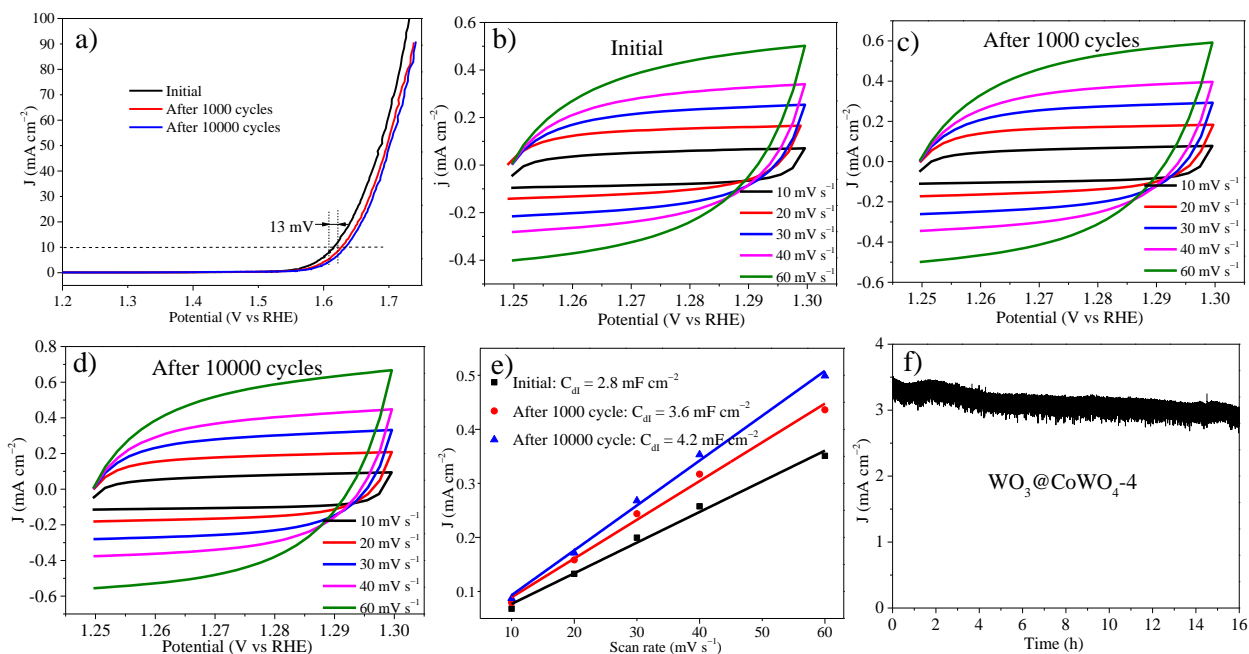 a)
100
90
80
70
60
50
40
30
20
10
0
J (mA cm⁻²)
Initial
After 1000 cycles
After 10000 cycles
13 mV
1.2 1.3 1.4 1.5 1.6 1.7
Potential (V vs RHE)
b)
Initial
0.6
0.4
0.2
0.0
-0.2
-0.4
j (mA cm⁻²)
10 mV s⁻¹
20 mV s⁻¹
30 mV s⁻¹
40 mV s⁻¹
60 mV s⁻¹
1.25 1.26 1.27 1.28 1.29 1.30
Potential (V vs RHE)
c)
After 1000 cycles
0.6
0.4
0.2
0.0
-0.2
-0.4
-0.6
J (mA cm⁻²)
10 mV s⁻¹
20 mV s⁻¹
30 mV s⁻¹
40 mV s⁻¹
60 mV s⁻¹
1.25 1.26 1.27 1.28 1.29 1.30
Potential (V vs RHE)
d)
After 10000 cycles
0.8
0.6
0.4
0.2
0.0
-0.2
-0.4
-0.6
J (mA cm⁻²)
10 mV s⁻¹
20 mV s⁻¹
30 mV s⁻¹
40 mV s⁻¹
60 mV s⁻¹
1.25 1.26 1.27 1.28 1.29 1.30
Potential (V vs RHE)
e)
0.5
0.4
0.3
0.2
0.1
J (mA cm⁻²)
Initial: C_dl = 2.8 mF cm⁻²
After 1000 cycle: C_dl = 3.6 mF cm⁻²
After 10000 cycle: C_dl = 4.2 mF cm⁻²
10 20 30 40 50 60
Scan rate (mV s⁻¹)
f)
4
3
2
1
0
J (mA cm⁻²)
WO₃@CoWO₄-4
0 2 4 6 8 10 12 14 16
Time (h)